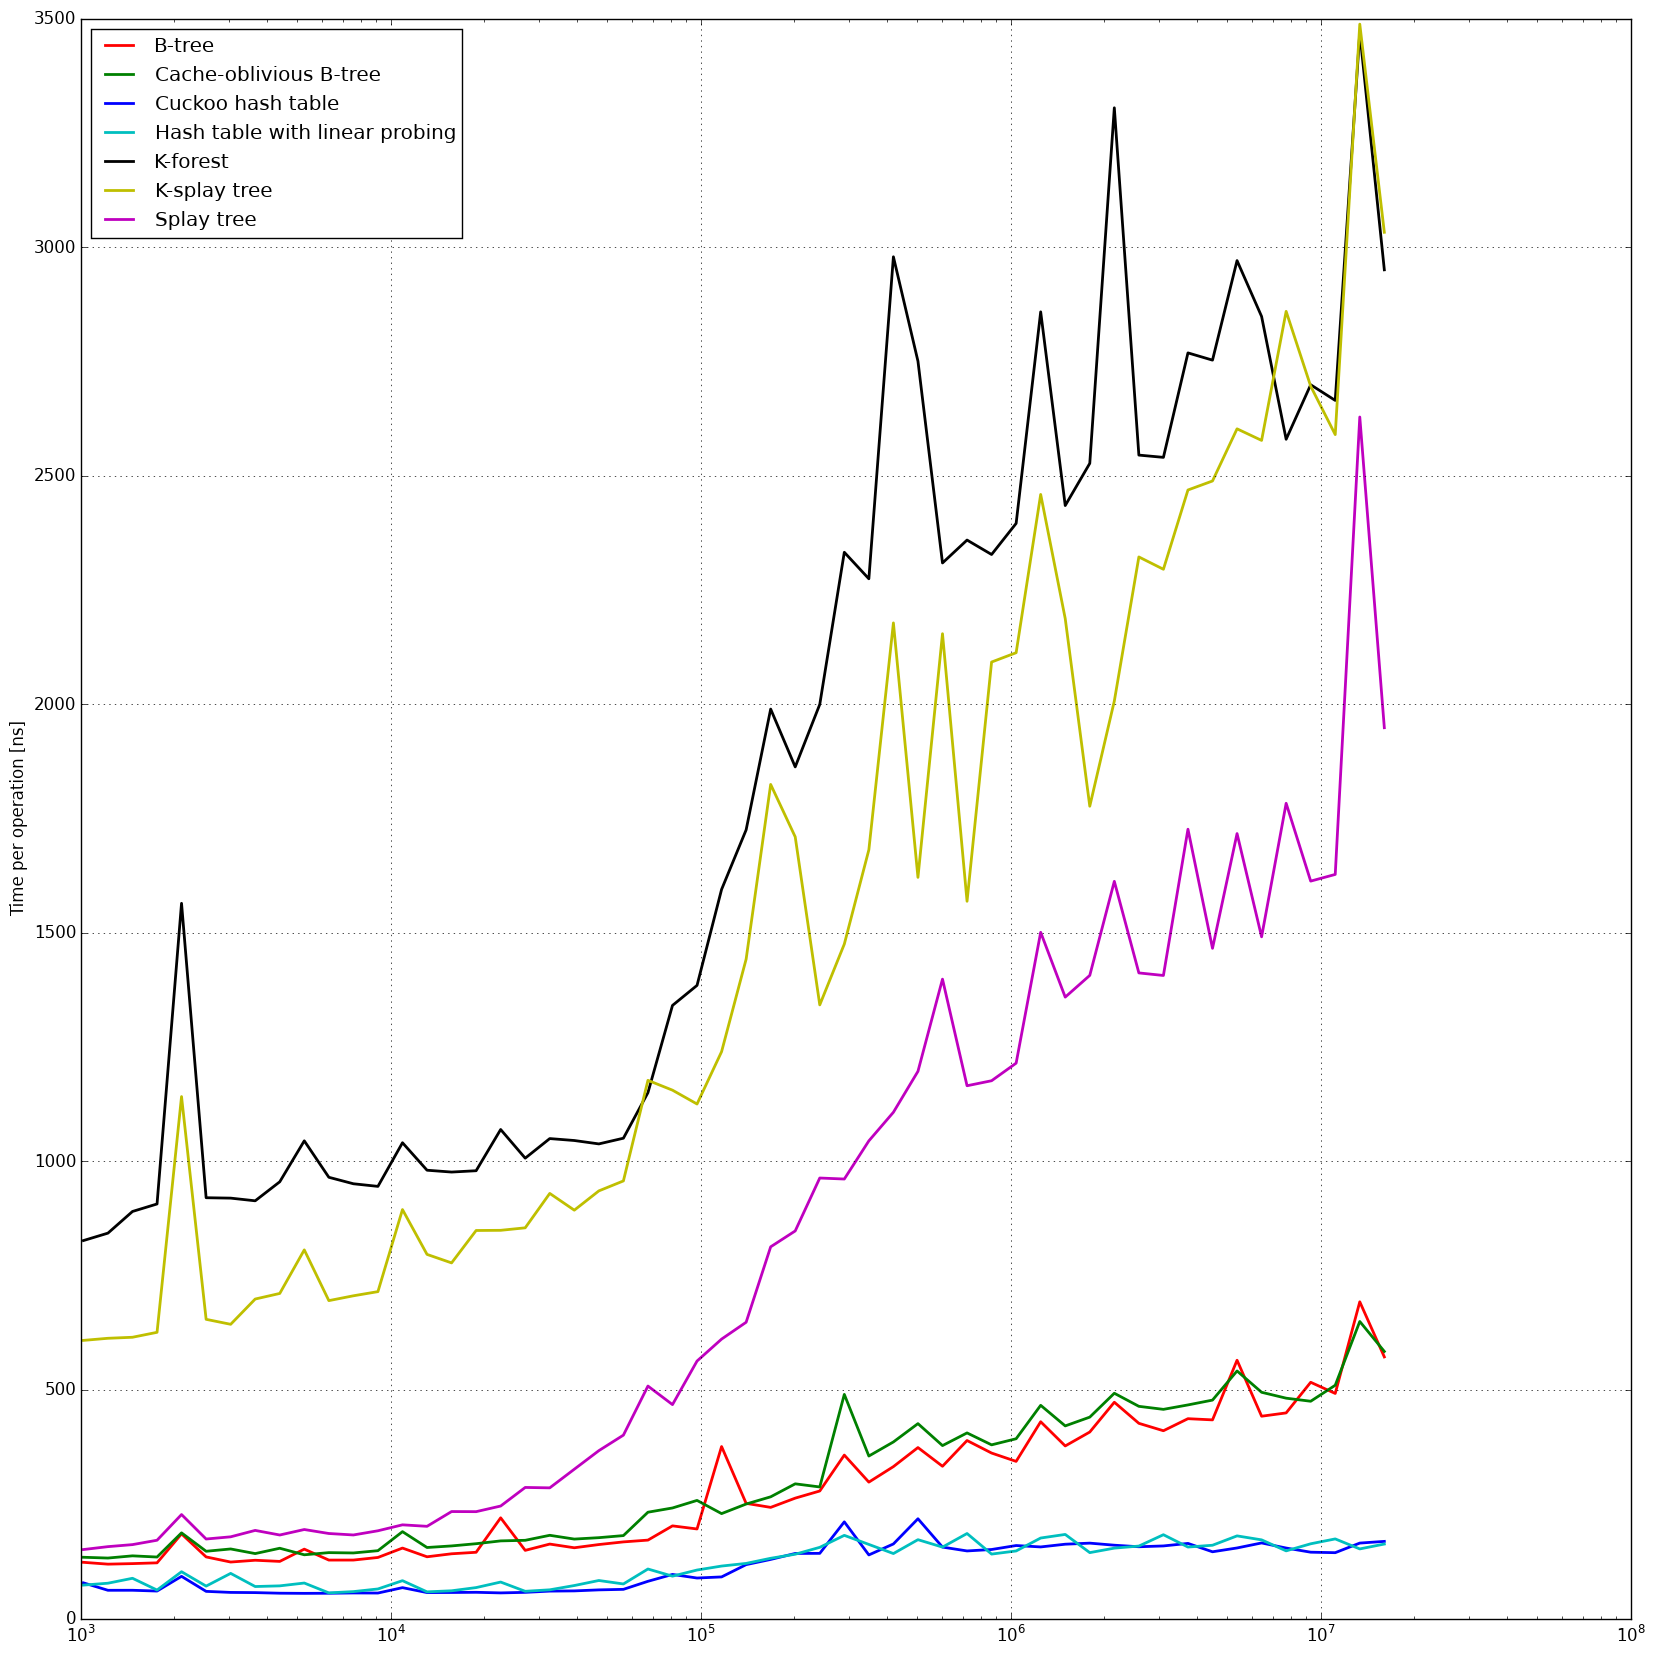 3500
B-tree
Cache-oblivious B-tree
Cuckoo hash table
Hash table with linear probing
K-forest
K-splay tree
Splay tree
3000
2500
2000
Time per operation [ns]
1500
1000
500
0
10³ 10⁴ 10⁵ 10⁶ 10⁷ 10⁸